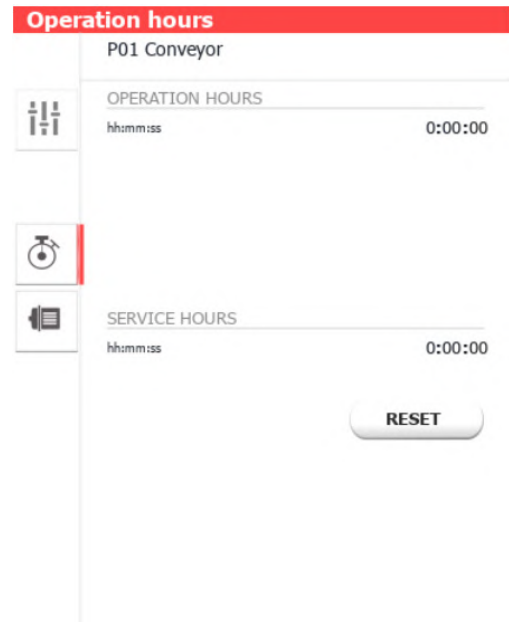 Operation hours
P01 Conveyor
OPERATION HOURS
hh:mm:ss 0:00:00
SERVICE HOURS
hh:mm:ss 0:00:00
RESET